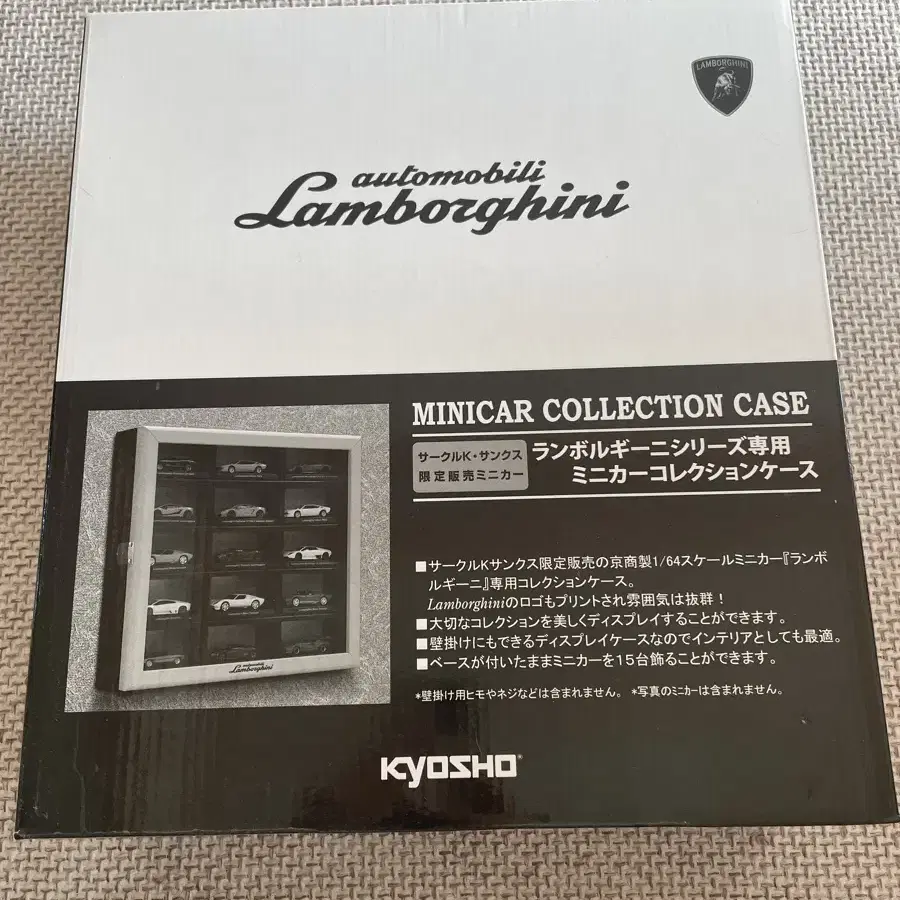 LAMBORGHINI
automobili
Lamborghini
MINICAR COLLECTION CASE
サークルK・サンクス
限定販売ミニカー
ランボルギーニシリーズ専用
ミニカーコレクションケース
■サークルKサンクス限定販売の京商製1/64スケールミニカー『ランボ
ルギーニ』専用コレクションケース。
Lamborghiniのロゴもプリントされ雰囲気は抜群！
■大切なコレクションを美しくディスプレイすることができます。
■壁掛けにもできるディスプレイケースなのでインテリアとしても最適。
■ベースが付いたままミニカーを15台飾ることができます。
*壁掛け用ヒモやネジなどは含まれません。 *写真のミニカーは含まれません。
automobili
Lamborghini
KYOSHO